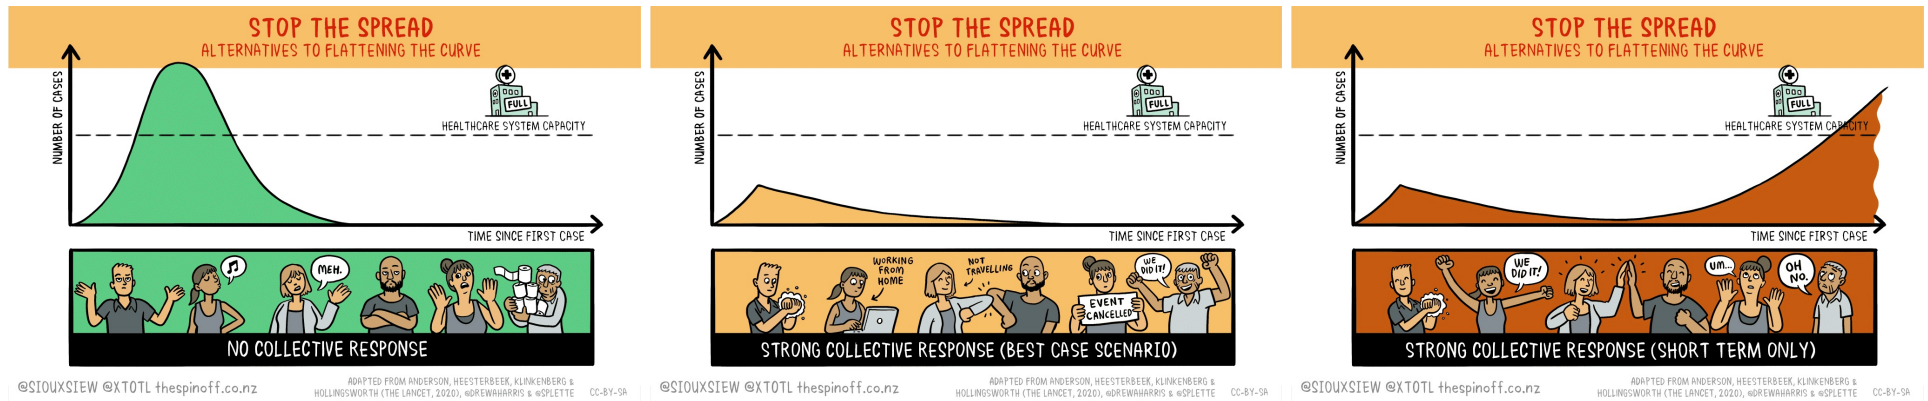 STOP THE SPREAD
ALTERNATIVES TO FLATTENING THE CURVE
NUMBER OF CASES
FULL
HEALTHCARE SYSTEM CAPACITY
TIME SINCE FIRST CASE
MEH.
NO COLLECTIVE RESPONSE
@SIOUXSIEW @XTOTL thespinoff.co.nz
ADAPTED FROM ANDERSON, HEESTERBEEK, KLINKENBERG &
HOLLINGSWORTH (THE LANCET, 2020), @DREWAHARRIS & @SPLETTE
CC-BY-SA
STOP THE SPREAD
ALTERNATIVES TO FLATTENING THE CURVE
NUMBER OF CASES
FULL
HEALTHCARE SYSTEM CAPACITY
TIME SINCE FIRST CASE
WORKING
FROM
HOME
NOT
TRAVELLING
EVENT
CANCELLED
WE
DID IT!
STRONG COLLECTIVE RESPONSE (BEST CASE SCENARIO)
@SIOUXSIEW @XTOTL thespinoff.co.nz
ADAPTED FROM ANDERSON, HEESTERBEEK, KLINKENBERG &
HOLLINGSWORTH (THE LANCET, 2020), @DREWAHARRIS & @SPLETTE
CC-BY-SA
STOP THE SPREAD
ALTERNATIVES TO FLATTENING THE CURVE
NUMBER OF CASES
FULL
HEALTHCARE SYSTEM CAPACITY
TIME SINCE FIRST CASE
WE
DID IT!
UM...
OH
NO.
STRONG COLLECTIVE RESPONSE (SHORT TERM ONLY)
@SIOUXSIEW @XTOTL thespinoff.co.nz
ADAPTED FROM ANDERSON, HEESTERBEEK, KLINKENBERG &
HOLLINGSWORTH (THE LANCET, 2020), @DREWAHARRIS & @SPLETTE
CC-BY-SA